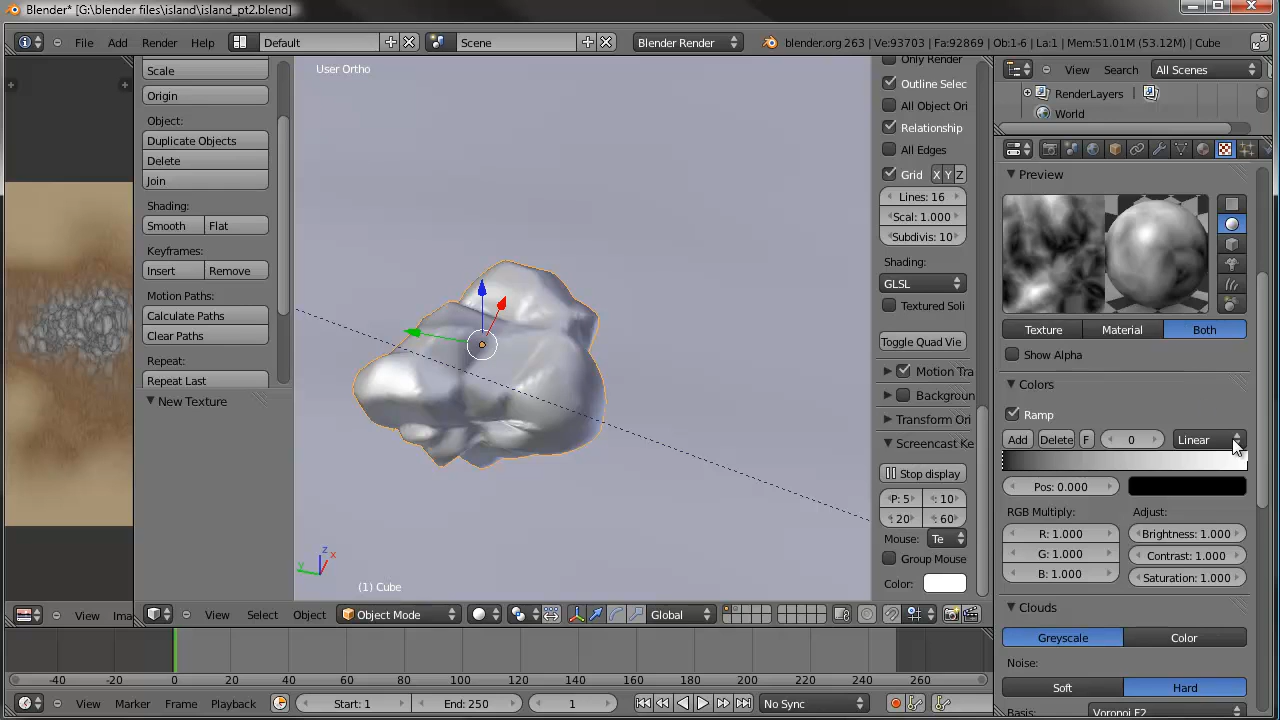 Blender* [G:\blender files\island\island_pt2.blend]
File Add Render Help Default Scene Blender Render blender.org 263 | Ve:93703 | Fa:92869 | Ob:1-6 | La:1 | Mem:51.01M (53.12M) | Cube
Scale
Origin
Object:
Duplicate Objects
Delete
Join
Shading:
Smooth Flat
Keyframes:
Insert Remove
Motion Paths:
Calculate Paths
Clear Paths
Repeat:
Repeat Last
New Texture
User Ortho
z
x
y
(1) Cube
Only Render
Outline Selec
All Object Ori
Relationship
All Edges
Grid X Y Z
Lines: 16
Scal: 1.000
Subdivis: 10
Shading:
GLSL
Textured Soli
Toggle Quad Vie
Motion Tra
Backgroun
Transform Ori
Screencast Ke
Stop display
P: 5 : 10
: 20 : 60
Mouse: Te
Group Mouse
Color:
View Search All Scenes
RenderLayers |
World
Preview
Texture Material Both
Show Alpha
Colors
Ramp
Add Delete F 0 Linear
Pos: 0.000
RGB Multiply: Adjust:
R: 1.000 Brightness: 1.000
G: 1.000 Contrast: 1.000
B: 1.000 Saturation: 1.000
Clouds
Greyscale Color
Noise:
Soft Hard
Basis: Voronoi F2
View Ima View Select Object Object Mode Global
-40 -20 0 20 40 60 80 100 120 140 160 180 200 220 240 260 280
View Marker Frame Playback Start: 1 End: 250 1 No Sync